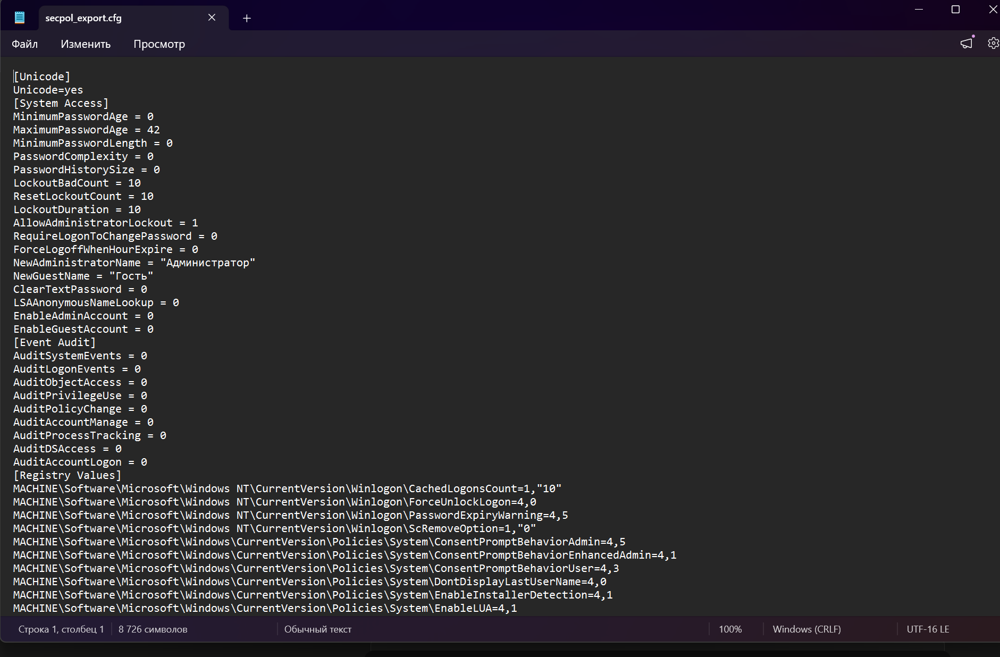 secpol_export.cfg
Файл Изменить Просмотр
[Unicode]
Unicode=yes
[System Access]
MinimumPasswordAge = 0
MaximumPasswordAge = 42
MinimumPasswordLength = 0
PasswordComplexity = 0
PasswordHistorySize = 0
LockoutBadCount = 10
ResetLockoutCount = 10
LockoutDuration = 10
AllowAdministratorLockout = 1
RequireLogonToChangePassword = 0
ForceLogoffWhenHourExpire = 0
NewAdministratorName = "Администратор"
NewGuestName = "Гость"
ClearTextPassword = 0
LSAAnonymousNameLookup = 0
EnableAdminAccount = 0
EnableGuestAccount = 0
[Event Audit]
AuditSystemEvents = 0
AuditLogonEvents = 0
AuditObjectAccess = 0
AuditPrivilegeUse = 0
AuditPolicyChange = 0
AuditAccountManage = 0
AuditProcessTracking = 0
AuditDSAccess = 0
AuditAccountLogon = 0
[Registry Values]
MACHINE\Software\Microsoft\Windows NT\CurrentVersion\Winlogon\CachedLogonsCount=1,"10"
MACHINE\Software\Microsoft\Windows NT\CurrentVersion\Winlogon\ForceUnlockLogon=4,0
MACHINE\Software\Microsoft\Windows NT\CurrentVersion\Winlogon\PasswordExpiryWarning=4,5
MACHINE\Software\Microsoft\Windows NT\CurrentVersion\Winlogon\ScRemoveOption=1,"0"
MACHINE\Software\Microsoft\Windows\CurrentVersion\Policies\System\ConsentPromptBehaviorAdmin=4,5
MACHINE\Software\Microsoft\Windows\CurrentVersion\Policies\System\ConsentPromptBehaviorEnhancedAdmin=4,1
MACHINE\Software\Microsoft\Windows\CurrentVersion\Policies\System\ConsentPromptBehaviorUser=4,3
MACHINE\Software\Microsoft\Windows\CurrentVersion\Policies\System\DontDisplayLastUserName=4,0
MACHINE\Software\Microsoft\Windows\CurrentVersion\Policies\System\EnableInstallerDetection=4,1
MACHINE\Software\Microsoft\Windows\CurrentVersion\Policies\System\EnableLUA=4,1
Строка 1, столбец 1 8 726 символов Обычный текст 100% Windows (CRLF) UTF-16 LE